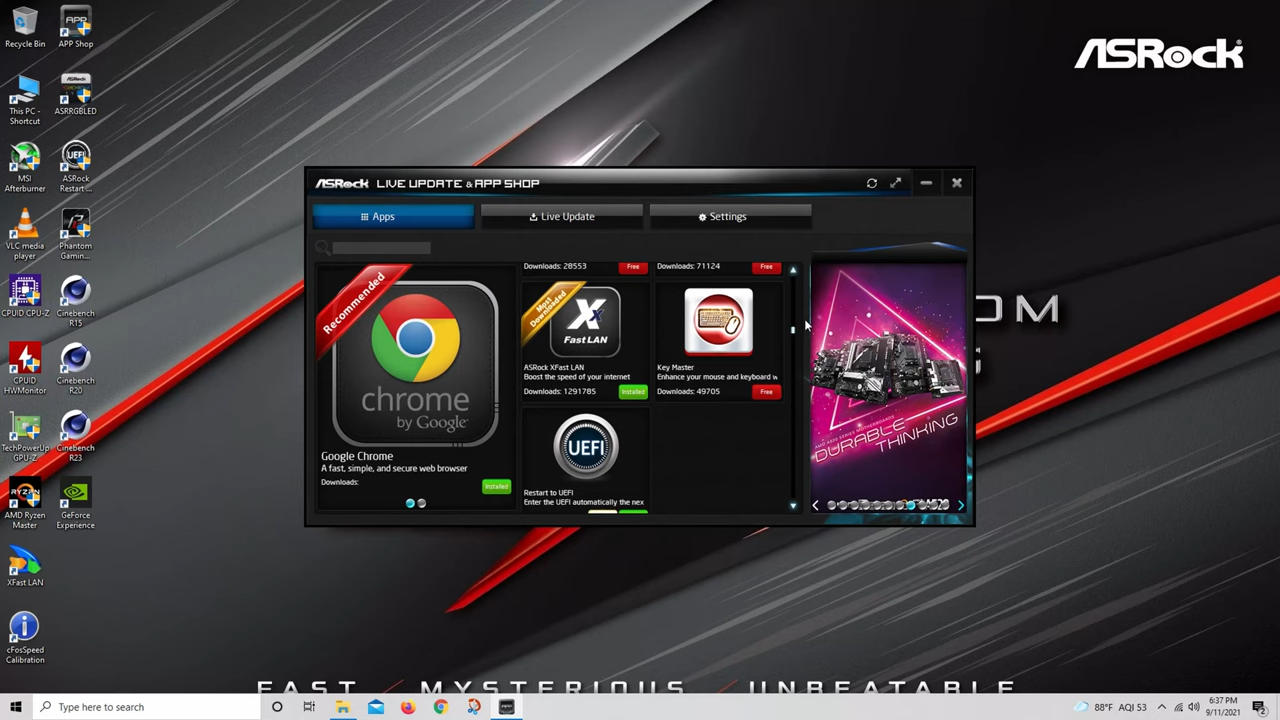 Recycle Bin
APP Shop
This PC -
Shortcut
ASRRGBLED
MSI
Afterburner
ASRock
Restart ...
VLC media
player
Phantom
Gamin...
CPUID CPU-Z
Cinebench
R15
CPUID
HWMonitor
Cinebench
R20
TechPowerUp
GPU-Z
Cinebench
R23
AMD Ryzen
Master
GeForce
Experience
XFast LAN
cFosSpeed
Calibration
ASRock
ASRock LIVE UPDATE & APP SHOP
Apps
Live Update
Settings
Recommended
chrome
by Google
Google Chrome
A fast, simple, and secure web browser
Downloads:
Installed
Downloads: 28553
Free
Downloads: 71124
Free
Most
Downloaded
X
Fast LAN
ASRock XFast LAN
Boost the speed of your internet
Downloads: 1291785
Installed
Key Master
Enhance your mouse and keyboard w
Downloads: 49705
Free
UEFI
Restart to UEFI
Enter the UEFI automatically the nex
DURABLE
THINKING
OM
FAST / MYSTERIOUS / UNBEATABLE
Type here to search
88°F AQI 53
6:37 PM
9/11/2021
2